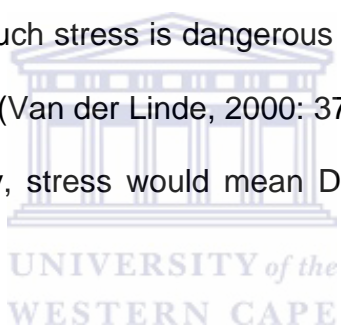 uch stress is dangerous
(Van der Linde, 2000: 37
, stress would mean D
UNIVERSITY of the
WESTERN CAPE